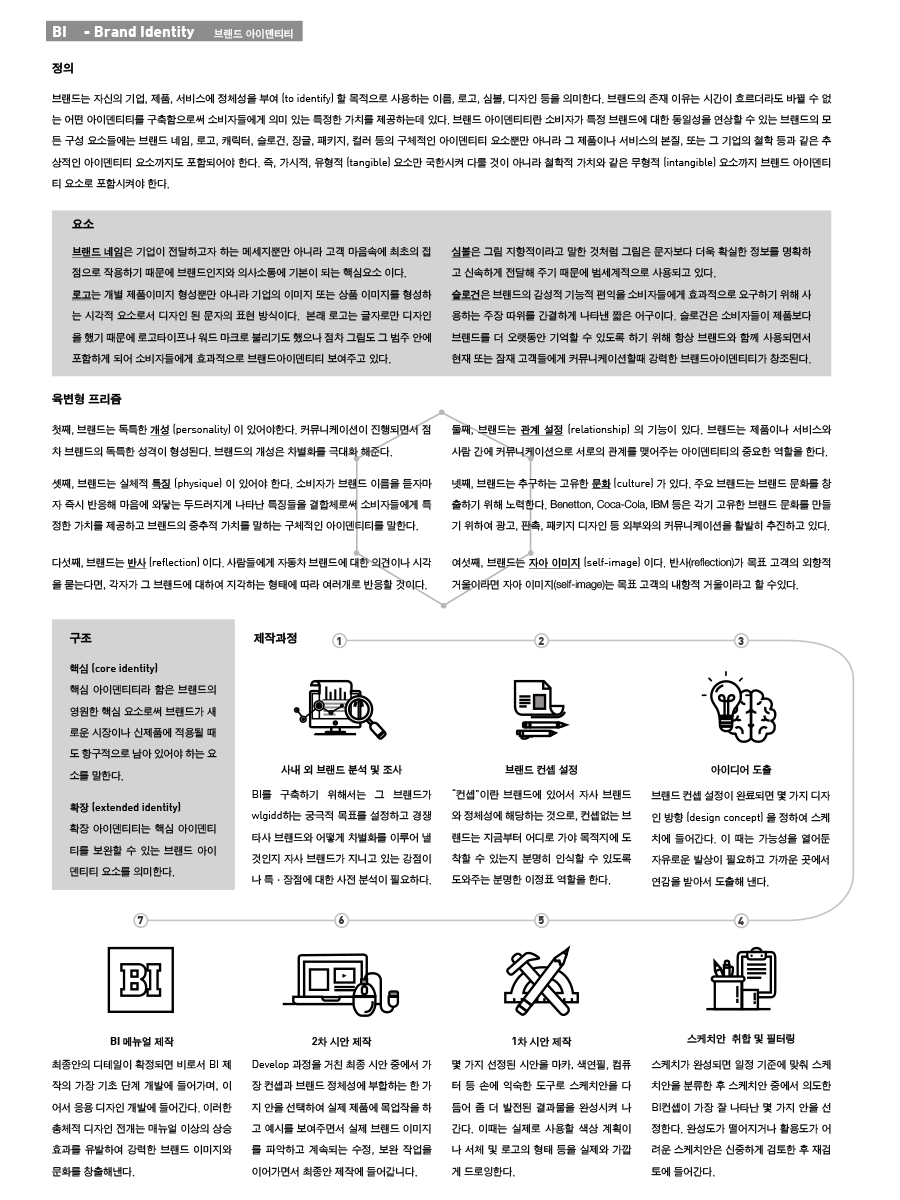 BI - Brand Identity 브랜드 아이덴티티
정의
브랜드는 자신의 기업, 제품, 서비스에 정체성을 부여 (to identify) 할 목적으로 사용하는 이름, 로고, 심볼, 디자인 등을 의미한다. 브랜드의 존재 이유는 시간이 흐르더라도 바뀔 수 없
는 어떤 아이덴티티를 구축함으로써 소비자들에게 의미 있는 특정한 가치를 제공하는데 있다. 브랜드 아이덴티티란 소비자가 특정 브랜드에 대한 동일성을 연상할 수 있는 브랜드의 모
든 구성 요소들에는 브랜드 네임, 로고, 캐릭터, 슬로건, 징글, 패키지, 컬러 등의 구체적인 아이덴티티 요소뿐만 아니라 그 제품이나 서비스의 본질, 또는 그 기업의 철학 등과 같은 추
상적인 아이덴티티 요소까지도 포함되어야 한다. 즉, 가시적, 유형적 (tangible) 요소만 국한시켜 다룰 것이 아니라 철학적 가치와 같은 무형적 (intangible) 요소까지 브랜드 아이덴티
티 요소로 포함시켜야 한다.
요소
브랜드 네임은 기업이 전달하고자 하는 메세지뿐만 아니라 고객 마음속에 최초의 접
점으로 작용하기 때문에 브랜드인지와 의사소통에 기본이 되는 핵심요소 이다.
로고는 개별 제품이미지 형성뿐만 아니라 기업의 이미지 또는 상품 이미지를 형성하
는 시각적 요소로서 디자인 된 문자의 표현 방식이다. 본래 로고는 글자로만 디자인
을 했기 때문에 로고타이프나 워드 마크로 불리기도 했으나 점차 그림도 그 범주 안에
포함하게 되어 소비자들에게 효과적으로 브랜드아이덴티티 보여주고 있다.
심볼은 그림 지향적이라고 말한 것처럼 그림은 문자보다 더욱 확실한 정보를 명확하
고 신속하게 전달해 주기 때문에 범세계적으로 사용되고 있다.
슬로건은 브랜드의 감성적 기능적 편익을 소비자들에게 효과적으로 요구하기 위해 사
용하는 주장 따위를 간결하게 나타낸 짧은 어구이다. 슬로건은 소비자들이 제품보다
브랜드를 더 오랫동안 기억할 수 있도록 하기 위해 항상 브랜드와 함께 사용되면서
현재 또는 잠재 고객들에게 커뮤니케이션할때 강력한 브랜드아이덴티티가 창조된다.
육변형 프리즘
첫째, 브랜드는 독특한 개성 (personality) 이 있어야한다. 커뮤니케이션이 진행되면서 점
차 브랜드의 독특한 성격이 형성된다. 브랜드의 개성은 차별화를 극대화 해준다.
둘째, 브랜드는 관계 설정 (relationship) 의 기능이 있다. 브랜드는 제품이나 서비스와
사람 간에 커뮤니케이션으로 서로의 관계를 맺어주는 아이덴티티의 중요한 역할을 한다.
셋째, 브랜드는 실체적 특징 (physique) 이 있어야 한다. 소비자가 브랜드 이름을 듣자마
자 즉시 반응해 마음에 와닿는 두드러지게 나타난 특징들을 결합체로써 소비자들에게 특
정한 가치를 제공하고 브랜드의 중추적 가치를 말하는 구체적인 아이덴티티를 말한다.
넷째, 브랜드는 추구하는 고유한 문화 (culture) 가 있다. 주요 브랜드는 브랜드 문화를 창
출하기 위해 노력한다. Benetton, Coca-Cola, IBM 등은 각기 고유한 브랜드 문화를 만들
기 위하여 광고, 판촉, 패키지 디자인 등 외부와의 커뮤니케이션을 활발히 추진하고 있다.
다섯째, 브랜드는 반사 (reflection) 이다. 사람들에게 자동차 브랜드에 대한 의견이나 시각
을 묻는다면, 각자가 그 브랜드에 대하여 지각하는 형태에 따라 여러개로 반응할 것이다.
여섯째, 브랜드는 자아 이미지 (self-image) 이다. 반사(reflection)가 목표 고객의 외향적
거울이라면 자아 이미지(self-image)는 목표 고객의 내향적 거울이라고 할 수있다.
구조
핵심 (core identity)
핵심 아이덴티티라 함은 브랜드의
영원한 핵심 요소로써 브랜드가 새
로운 시장이나 신제품에 적용될 때
도 항구적으로 남아 있어야 하는 요
소를 말한다.
확장 (extended identity)
확장 아이덴티티는 핵심 아이덴티
티를 보완할 수 있는 브랜드 아이
덴티티 요소를 의미한다.
제작과정
1
2
3
사내 외 브랜드 분석 및 조사
BI를 구축하기 위해서는 그 브랜드가
wlgidd하는 궁극적 목표를 설정하고 경쟁
타사 브랜드와 어떻게 차별화를 이루어 낼
것인지 자사 브랜드가 지니고 있는 강점이
나 특 · 장점에 대한 사전 분석이 필요하다.
브랜드 컨셉 설정
"컨셉"이란 브랜드에 있어서 자사 브랜드
와 정체성에 해당하는 것으로, 컨셉없는 브
랜드는 지금부터 어디로 가야 목적지에 도
착할 수 있는지 분명히 인식할 수 있도록
도와주는 분명한 이정표 역할을 한다.
아이디어 도출
브랜드 컨셉 설정이 완료되면 몇 가지 디자
인 방향 (design concept) 을 정하여 스케
치에 들어간다. 이 때는 가능성을 열어둔
자유로운 발상이 필요하고 가까운 곳에서
연감을 받아서 도출해 낸다.
7
6
5
4
BI
BI 메뉴얼 제작
최종안의 디테일이 확정되면 비로서 BI 제
작의 가장 기초 단계 개발에 들어가며, 이
어서 응용 디자인 개발에 들어간다. 이러한
총체적 디자인 전개는 매뉴얼 이상의 상승
효과를 유발하여 강력한 브랜드 이미지와
문화를 창출해낸다.
2차 시안 제작
Develop 과정을 거친 최종 시안 중에서 가
장 컨셉과 브랜드 정체성에 부합하는 한 가
지 안을 선택하여 실제 제품에 목업작을 하
고 예시를 보여주면서 실제 브랜드 이미지
를 파악하고 계속되는 수정, 보완 작업을
이어가면서 최종안 제작에 들어갑니다.
1차 시안 제작
몇 가지 선정된 시안을 마카, 색연필, 컴퓨
터 등 손에 익숙한 도구로 스케치안을 다
듬어 좀 더 발전된 결과물을 완성시켜 나
간다. 이때는 실제로 사용할 색상 계획이
나 서체 및 로고의 형태 등을 실제와 가깝
게 드로잉한다.
스케치안 취합 및 필터링
스케치가 완성되면 일정 기준에 맞춰 스케
치안을 분류한 후 스케치안 중에서 의도한
BI컨셉이 가장 잘 나타난 몇 가지 안을 선
정한다. 완성도가 떨어지거나 활용도가 어
려운 스케치안은 신중하게 검토한 후 재검
토에 들어간다.